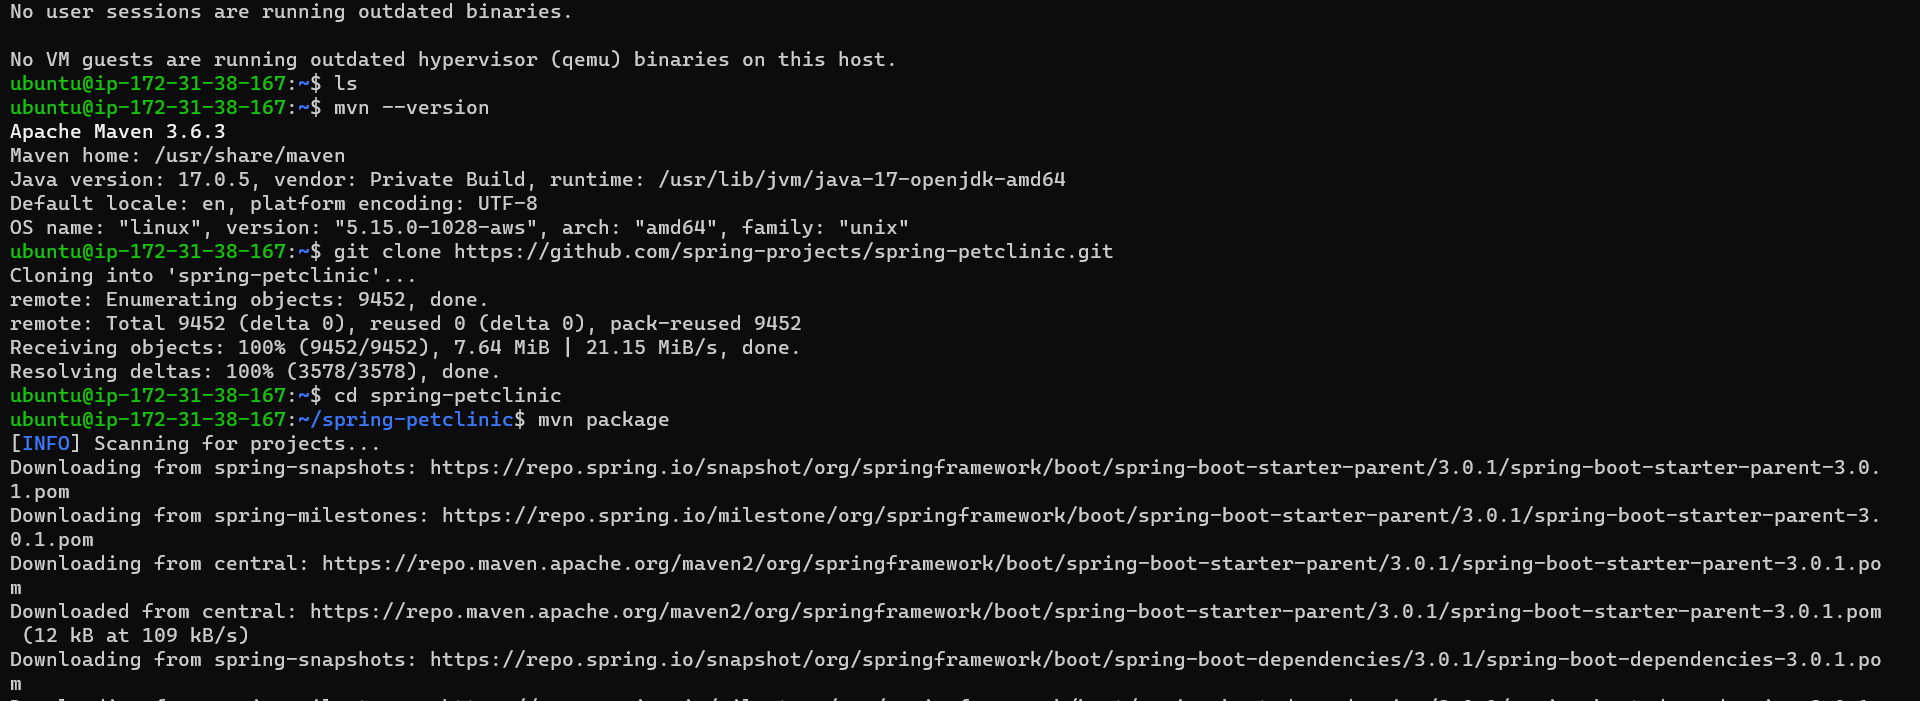 No user sessions are running outdated binaries.
No VM guests are running outdated hypervisor (qemu) binaries on this host.
ubuntu@ip-172-31-38-167:~$ ls
ubuntu@ip-172-31-38-167:~$ mvn --version
Apache Maven 3.6.3
Maven home: /usr/share/maven
Java version: 17.0.5, vendor: Private Build, runtime: /usr/lib/jvm/java-17-openjdk-amd64
Default locale: en, platform encoding: UTF-8
OS name: "linux", version: "5.15.0-1028-aws", arch: "amd64", family: "unix"
ubuntu@ip-172-31-38-167:~$ git clone https://github.com/spring-projects/spring-petclinic.git
Cloning into 'spring-petclinic'...
remote: Enumerating objects: 9452, done.
remote: Total 9452 (delta 0), reused 0 (delta 0), pack-reused 9452
Receiving objects: 100% (9452/9452), 7.64 MiB | 21.15 MiB/s, done.
Resolving deltas: 100% (3578/3578), done.
ubuntu@ip-172-31-38-167:~$ cd spring-petclinic
ubuntu@ip-172-31-38-167:~/spring-petclinic$ mvn package
[INFO] Scanning for projects...
Downloading from spring-snapshots: https://repo.spring.io/snapshot/org/springframework/boot/spring-boot-starter-parent/3.0.1/spring-boot-starter-parent-3.0.
1.pom
Downloading from spring-milestones: https://repo.spring.io/milestone/org/springframework/boot/spring-boot-starter-parent/3.0.1/spring-boot-starter-parent-3.
0.1.pom
Downloading from central: https://repo.maven.apache.org/maven2/org/springframework/boot/spring-boot-starter-parent/3.0.1/spring-boot-starter-parent-3.0.1.po
m
Downloaded from central: https://repo.maven.apache.org/maven2/org/springframework/boot/spring-boot-starter-parent/3.0.1/spring-boot-starter-parent-3.0.1.pom
 (12 kB at 109 kB/s)
Downloading from spring-snapshots: https://repo.spring.io/snapshot/org/springframework/boot/spring-boot-dependencies/3.0.1/spring-boot-dependencies-3.0.1.po
m